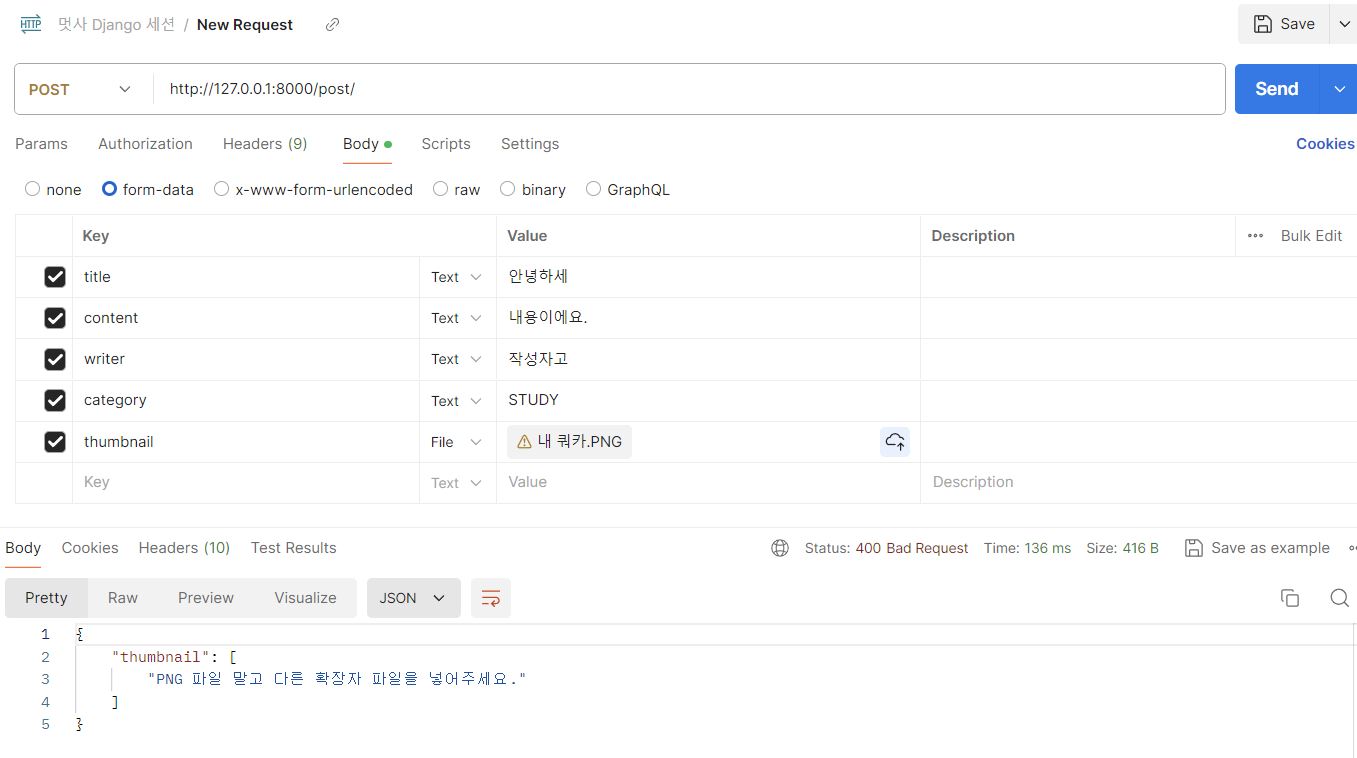 HTTP 멋사 Django 세션 / New Request Save
POST http://127.0.0.1:8000/post/ Send
Params Authorization Headers (9) Body Scripts Settings Cookies
none form-data x-www-form-urlencoded raw binary GraphQL
Key Value Description ••• Bulk Edit
title Text 안녕하세
content Text 내용이에요.
writer Text 작성자고
category Text STUDY
thumbnail File 내 쿼카.PNG
Key Text Value Description
Body Cookies Headers (10) Test Results Status: 400 Bad Request Time: 136 ms Size: 416 B Save as example
Pretty Raw Preview Visualize JSON
1 {
2 "thumbnail": [
3 "PNG 파일 말고 다른 확장자 파일을 넣어주세요."
4 ]
5 }